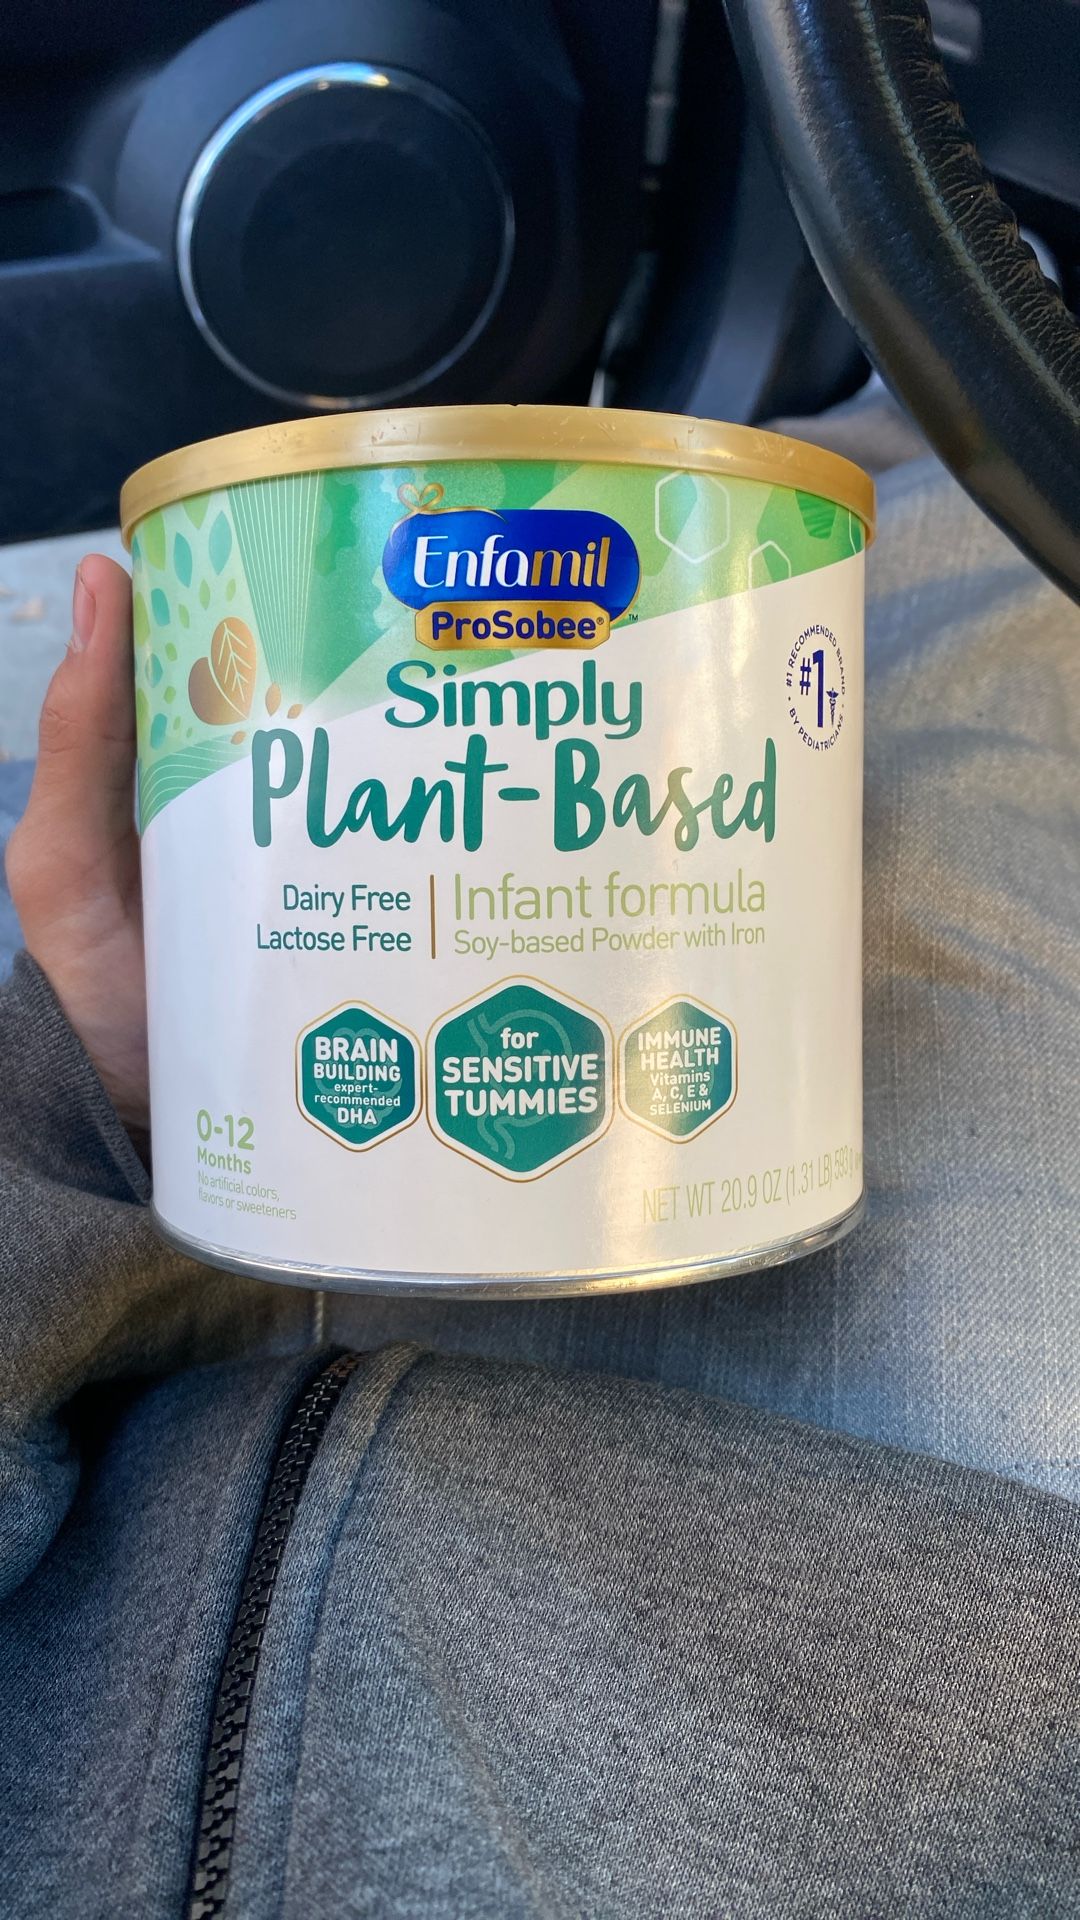 Enfamil
ProSobee®
™
Simply
Plant-Based
#1 RECOMMENDED BRAND
#1
BY PEDIATRICIANS
Dairy Free
Lactose Free
Infant formula
Soy-based Powder with Iron
BRAIN
BUILDING
expert-
recommended
DHA
for
SENSITIVE
TUMMIES
IMMUNE
HEALTH
Vitamins
A, C, E &
SELENIUM
0-12
Months
No artificial colors,
flavors or sweeteners
NET WT 20.9 OZ (1.31 LB) 593 g